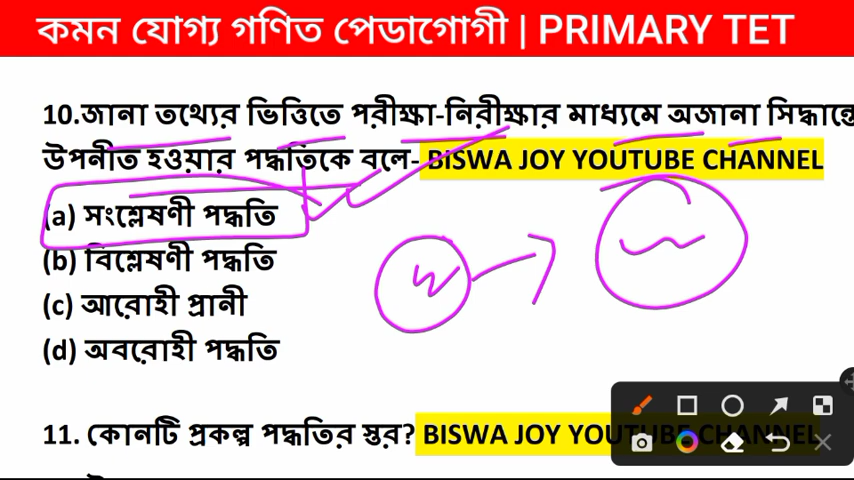 কমন যোগ্য গণিত পেডাগোগী | PRIMARY TET
10.জানা তথ্যের ভিত্তিতে পরীক্ষা-নিরীক্ষার মাধ্যমে অজানা সিদ্ধান্তে
উপনীত হওয়ার পদ্ধতিকে বলে- BISWA JOY YOUTUBE CHANNEL
(a) সংশ্লেষণী পদ্ধতি
(b) বিশ্লেষণী পদ্ধতি
(c) আরোহী প্রানী
(d) অবরোহী পদ্ধতি
11. কোনটি প্রকল্প পদ্ধতির স্তর? BISWA JOY YOUTUBE CHANNEL